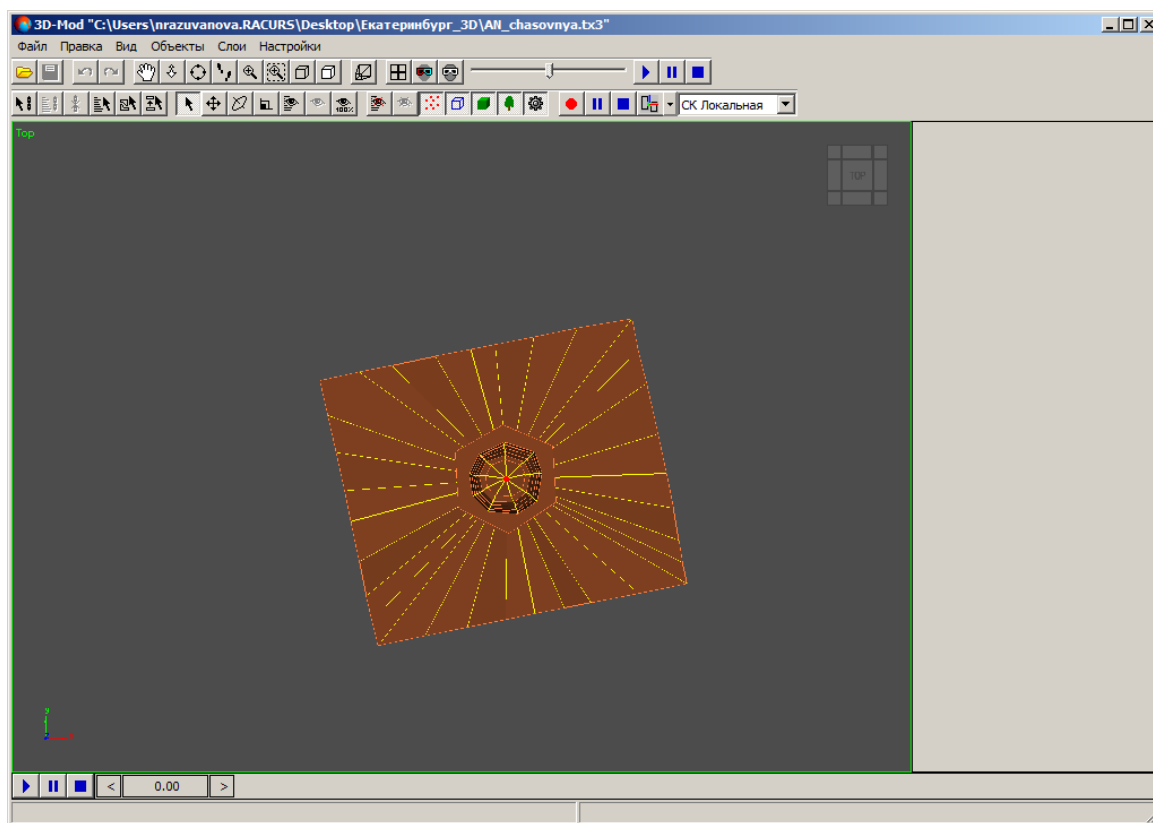 3D-Mod "C:\Users\nrazuvanova.RACURS\Desktop\Екатеринбург_3D\AN_chasovnya.tx3"
Файл Правка Вид Объекты Слои Настройки
100%
СК Локальная
Top
TOP
y
z
< 0.00 >